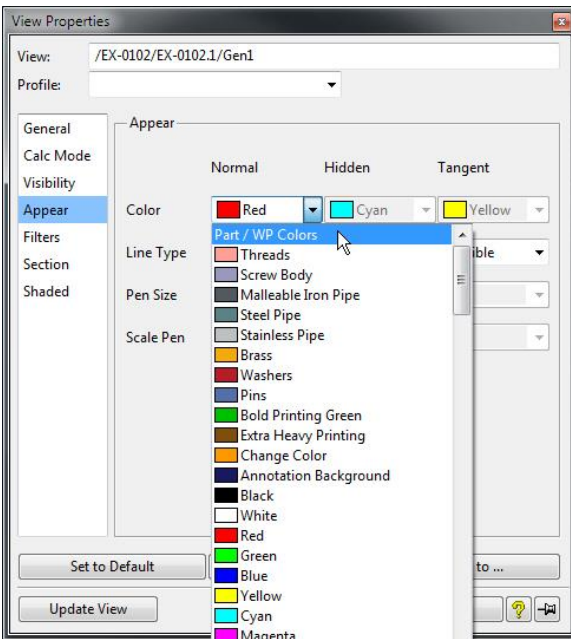 View Properties
View: /EX-0102/EX-0102.1/Gen1
Profile:
General
Calc Mode
Visibility
Appear
Filters
Section
Shaded
Appear
Normal Hidden Tangent
Color Red Cyan Yellow
Line Type
Pen Size
Scale Pen
Part / WP Colors
Threads
Screw Body
Malleable Iron Pipe
Steel Pipe
Stainless Pipe
Brass
Washers
Pins
Bold Printing Green
Extra Heavy Printing
Change Color
Annotation Background
Black
White
Red
Green
Blue
Yellow
Cyan
Magenta
Set to Default to ...
Update View ?